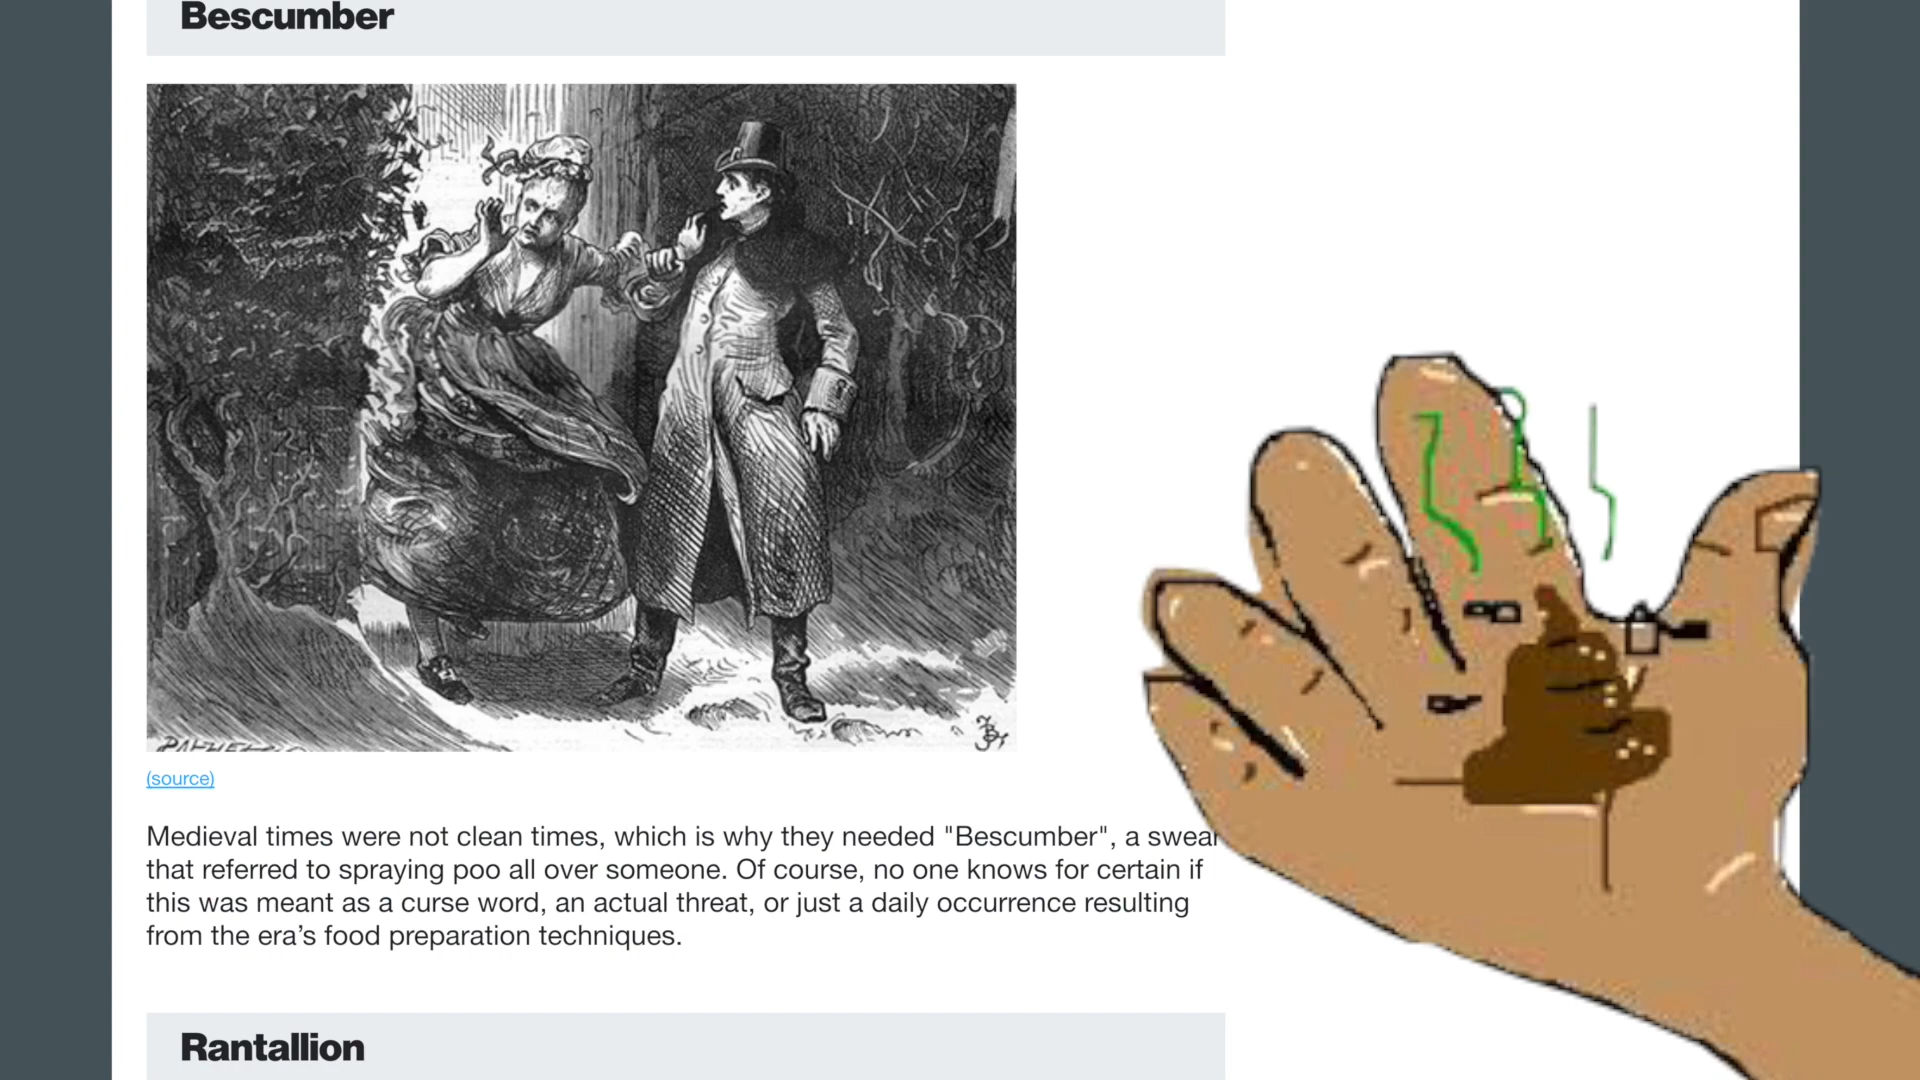 Bescumber
(source)
Medieval times were not clean times, which is why they needed "Bescumber", a swear
that referred to spraying poo all over someone. Of course, no one knows for certain if
this was meant as a curse word, an actual threat, or just a daily occurrence resulting
from the era’s food preparation techniques.
Rantallion